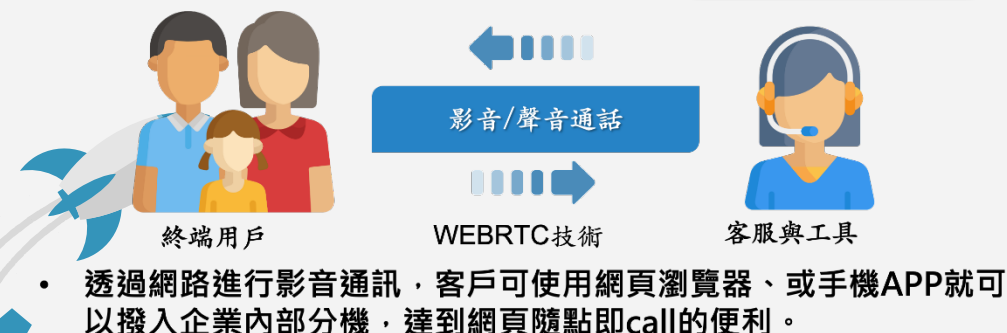 影音/聲音通話
終端用戶
WEBRTC技術
客服與工具
• 透過網路進行影音通訊，客戶可使用網頁瀏覽器、或手機APP就可
以撥入企業內部分機，達到網頁隨點即call的便利。